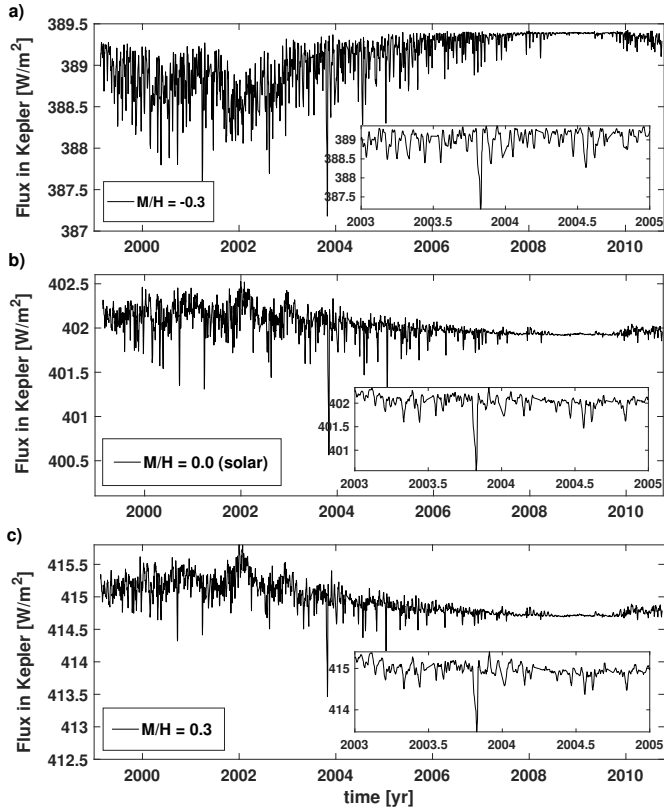 a)
389.5
389
388.5
388
387.5
387
Flux in Kepler [W/m²]
M/H = -0.3
389
388.5
388
387.5
2003 2003.5 2004 2004.5 2005
2000 2002 2004 2006 2008 2010
b)
402.5
402
401.5
401
400.5
Flux in Kepler [W/m²]
M/H = 0.0 (solar)
402
401.5
401
2003 2003.5 2004 2004.5 2005
2000 2002 2004 2006 2008 2010
c)
415.5
415
414.5
414
413.5
413
412.5
Flux in Kepler [W/m²]
M/H = 0.3
415
414
2003 2003.5 2004 2004.5 2005
2000 2002 2004 2006 2008 2010
time [yr]